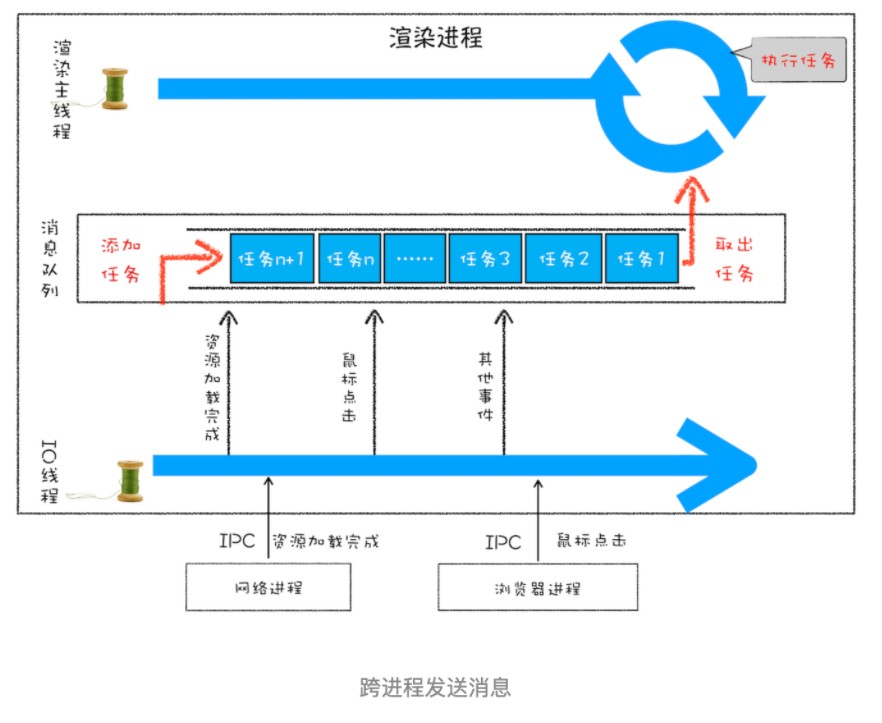 渲染进程
渲染主线程
执行任务
消息队列
添加
任务
任务n+1
任务n
……
任务3
任务2
任务1
取出
任务
资源加载完成
鼠标点击
其他事件
IO线程
IPC
资源加载完成
IPC
鼠标点击
网络进程
浏览器进程
跨进程发送消息